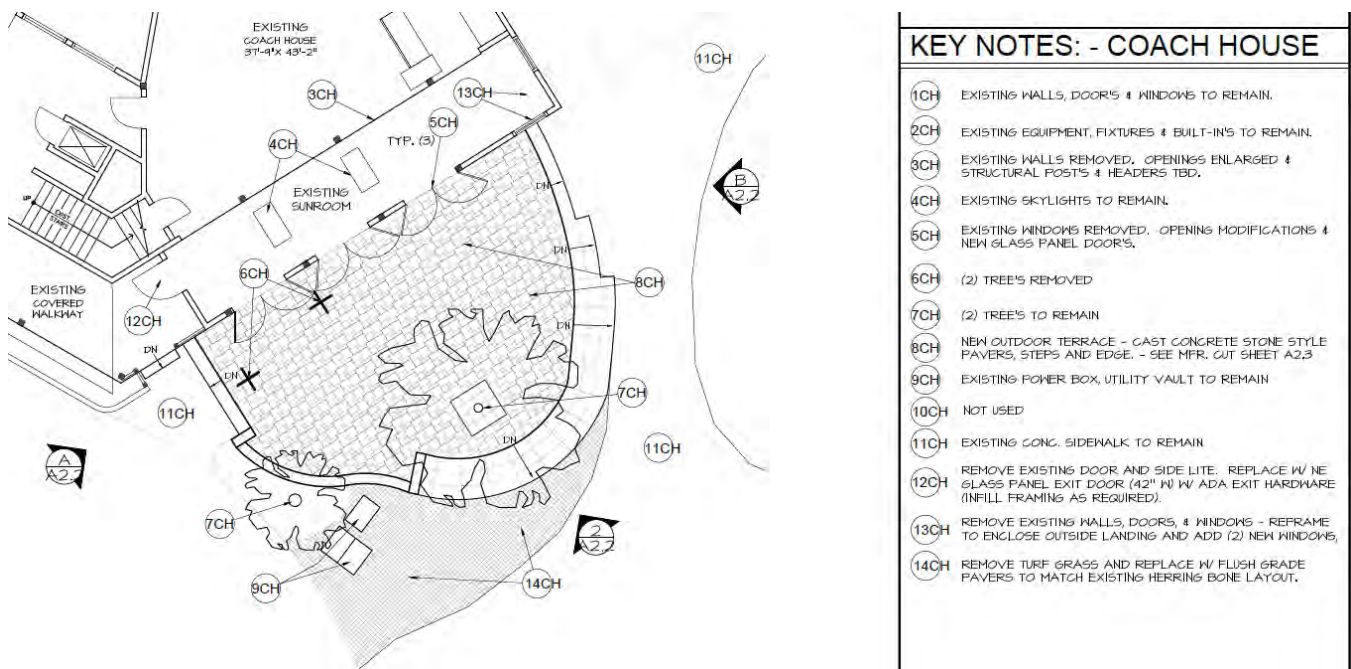 EXISTING
COACH HOUSE
37'-9"X 43'-2"
11CH
3CH
13CH
5CH
TYP. (3)
4CH
EXISTING
SUNROOM
DN
B
A2.2
UP
EXIST.
STAIRS
DN
6CH
8CH
EXISTING
COVERED
WALKWAY
12CH
DN
DN
DN
7CH
11CH
DN
11CH
A
A2.2
7CH
2
A2.2
9CH
14CH
KEY NOTES: - COACH HOUSE
1CH EXISTING WALLS, DOOR'S & WINDOWS TO REMAIN.
2CH EXISTING EQUIPMENT, FIXTURES & BUILT-IN'S TO REMAIN.
3CH EXISTING WALLS REMOVED. OPENINGS ENLARGED &
STRUCTURAL POST'S & HEADERS TBD.
4CH EXISTING SKYLIGHTS TO REMAIN.
5CH EXISTING WINDOWS REMOVED. OPENING MODIFICATIONS &
NEW GLASS PANEL DOOR'S.
6CH (2) TREE'S REMOVED
7CH (2) TREE'S TO REMAIN
8CH NEW OUTDOOR TERRACE - CAST CONCRETE STONE STYLE
PAVERS, STEPS AND EDGE. - SEE MFR. CUT SHEET A2.3
9CH EXISTING POWER BOX, UTILITY VAULT TO REMAIN
10CH NOT USED
11CH EXISTING CONC. SIDEWALK TO REMAIN
12CH REMOVE EXISTING DOOR AND SIDE LITE. REPLACE W/ NE
GLASS PANEL EXIT DOOR (42" W) W/ ADA EXIT HARDWARE
(INFILL FRAMING AS REQUIRED).
13CH REMOVE EXISTING WALLS, DOORS, & WINDOWS - REFRAME
TO ENCLOSE OUTSIDE LANDING AND ADD (2) NEW WINDOWS,
14CH REMOVE TURF GRASS AND REPLACE W/ FLUSH GRADE
PAVERS TO MATCH EXISTING HERRING BONE LAYOUT.